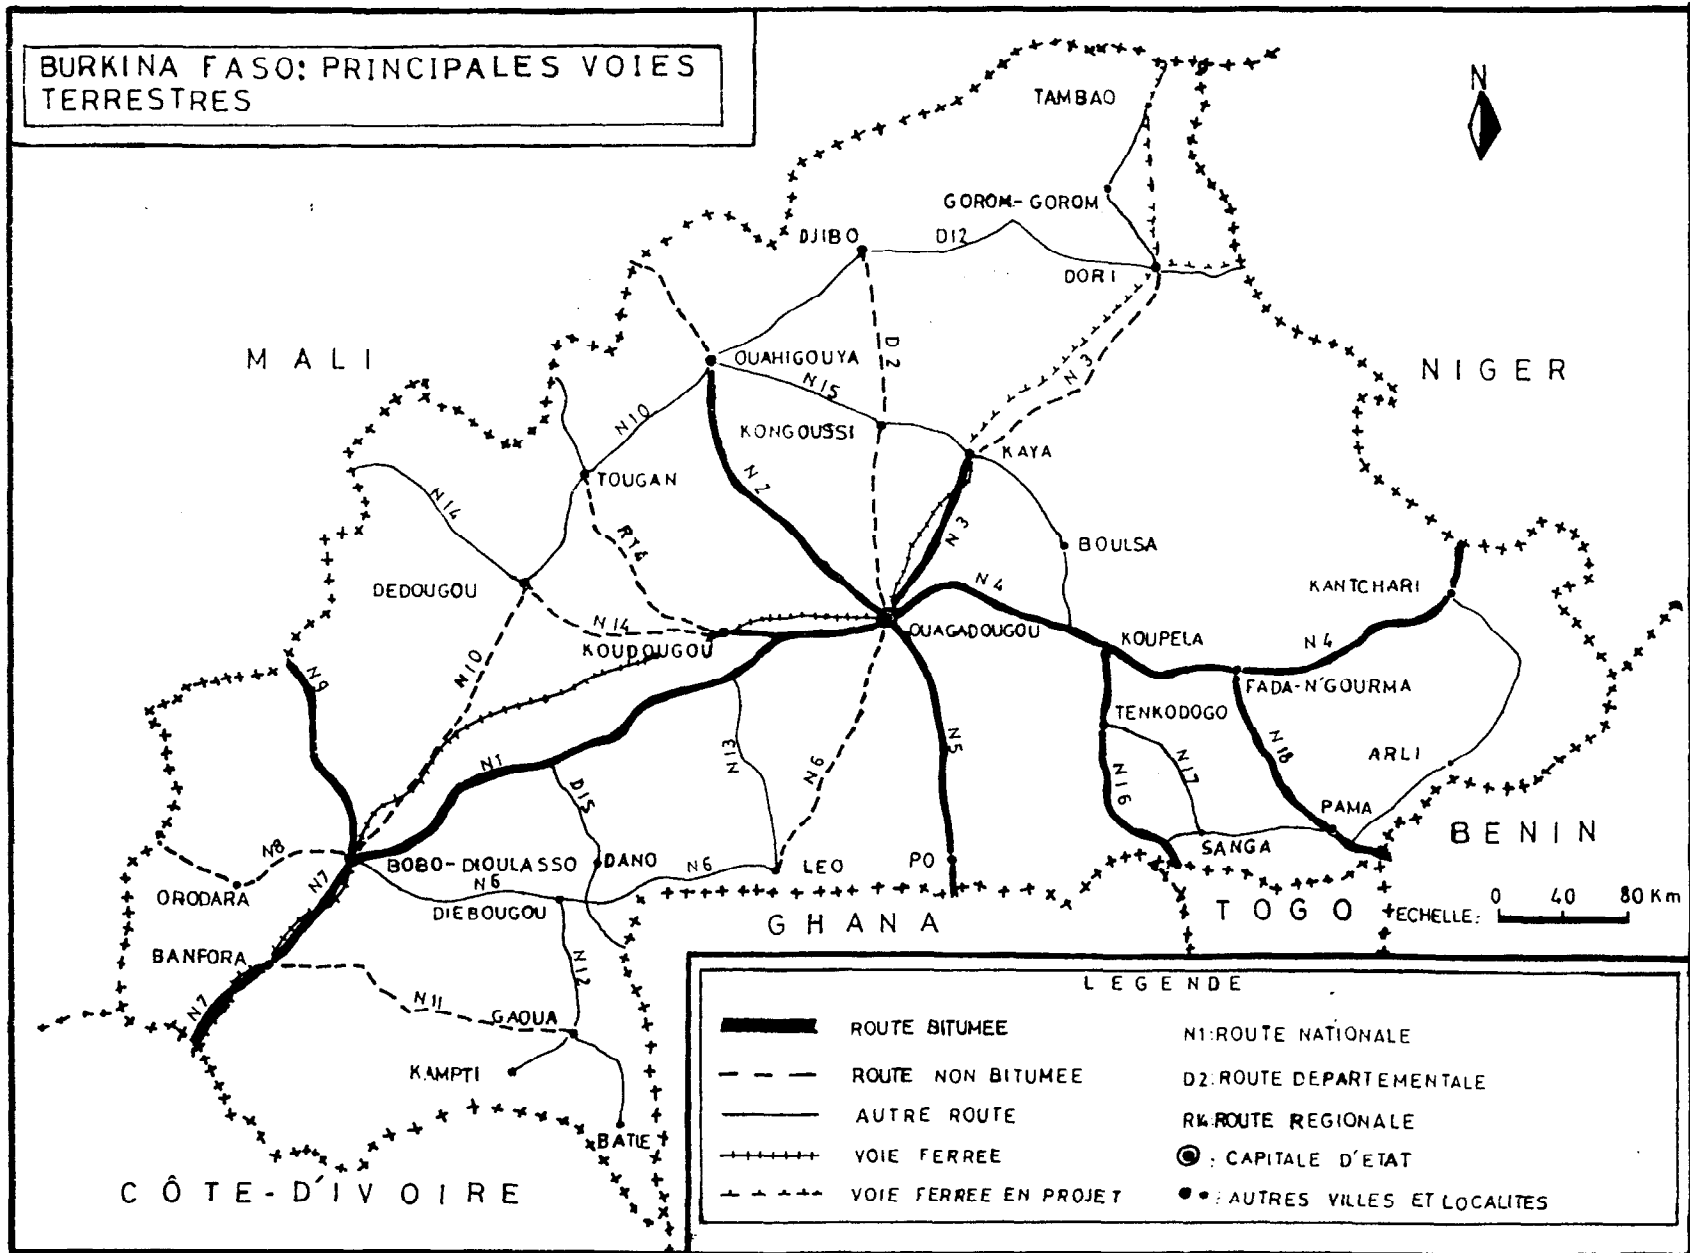 BURKINA FASO: PRINCIPALES VOIES
TERRESTRES
N
TAMBAO
GOROM-GOROM
DJIBO
D12
DORI
MALI
OUAHIGOUYA
D2
N3
NIGER
N15
N10
KONGOUSSI
KAYA
TOUGAN
N2
N14
R14
N3
BOULSA
DEDOUGOU
N4
KANTCHARI
N14
OUAGADOUGOU
KOUPELA
N4
KOUDOUGOU
N9
N10
FADA-N'GOURMA
TENKODOGO
N5
N13
N6
N18
ARLI
N1
N17
D15
N16
PAMA
BENIN
N8
BOBO-DIOULASSO
DANO
N6
LEO
PO
SANGA
N7
N6
ORODARA
DIEBOUGOU
GHANA
TOGO
ECHELLE:
0 40 80 Km
BANFORA
N12
N7
N11
GAOUA
KAMPTI
BATIE
CÔTE-D'IVOIRE
LEGENDE
ROUTE BITUMEE
N1:ROUTE NATIONALE
ROUTE NON BITUMEE
D2:ROUTE DEPARTEMENTALE
AUTRE ROUTE
R14:ROUTE REGIONALE
VOIE FERREE
: CAPITALE D'ETAT
VOIE FERREE EN PROJET
: AUTRES VILLES ET LOCALITES